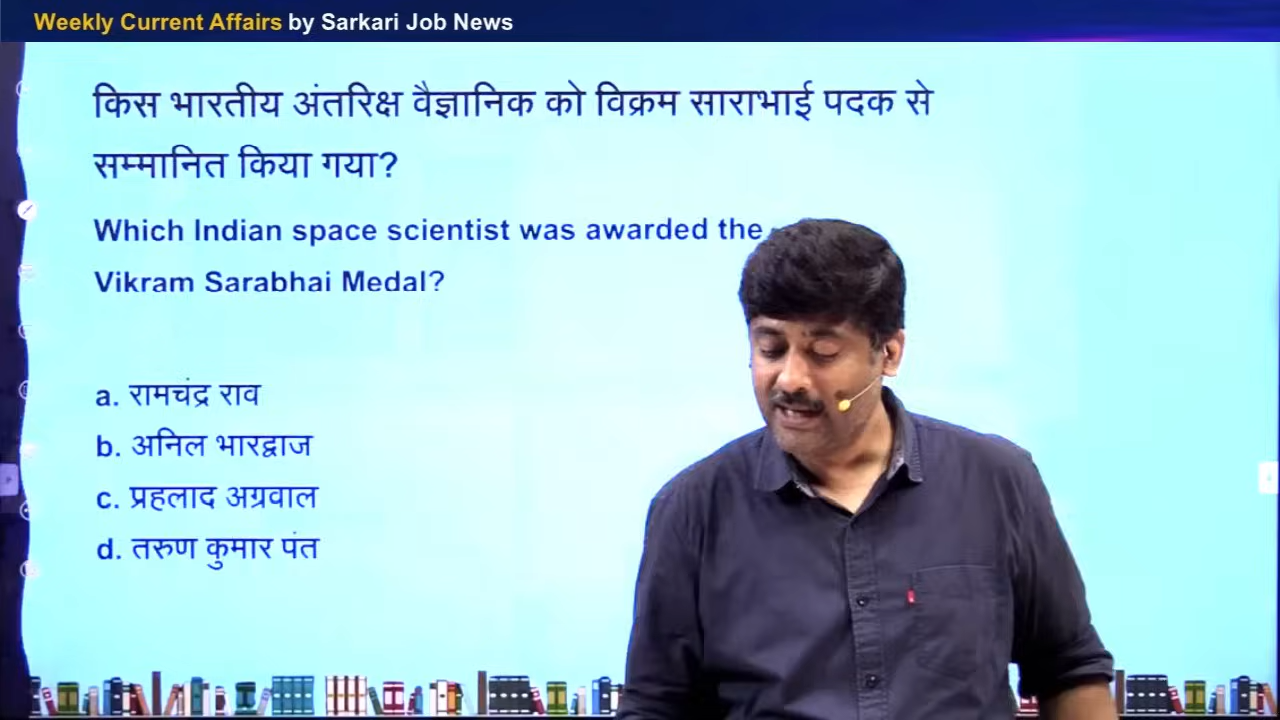 Weekly Current Affairs by Sarkari Job News
किस भारतीय अंतरिक्ष वैज्ञानिक को विक्रम साराभाई पदक से
सम्मानित किया गया?
Which Indian space scientist was awarded the
Vikram Sarabhai Medal?
a. रामचंद्र राव
b. अनिल भारद्वाज
c. प्रहलाद अग्रवाल
d. तरुण कुमार पंत